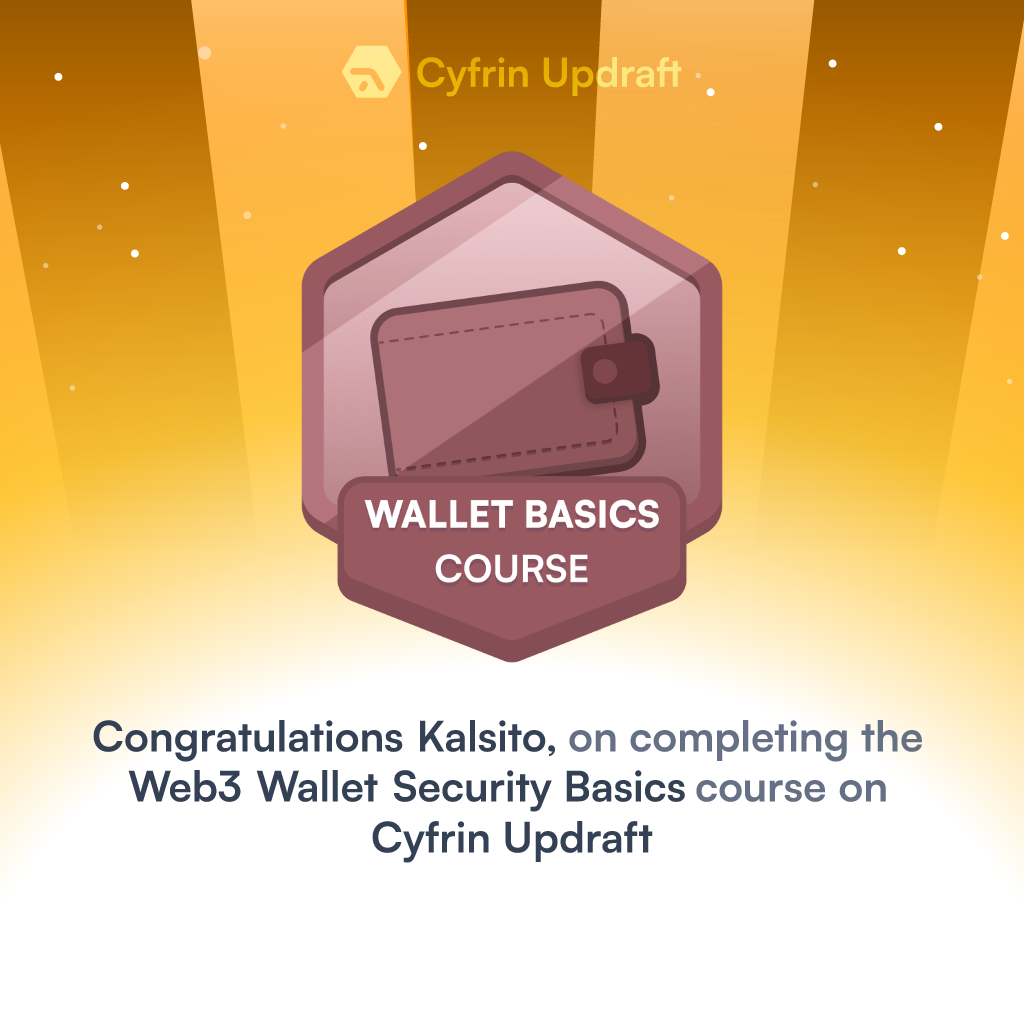 Cyfrin Updraft
WALLET BASICS
COURSE
Congratulations Kalsito, on completing the
Web3 Wallet Security Basics course on
Cyfrin Updraft